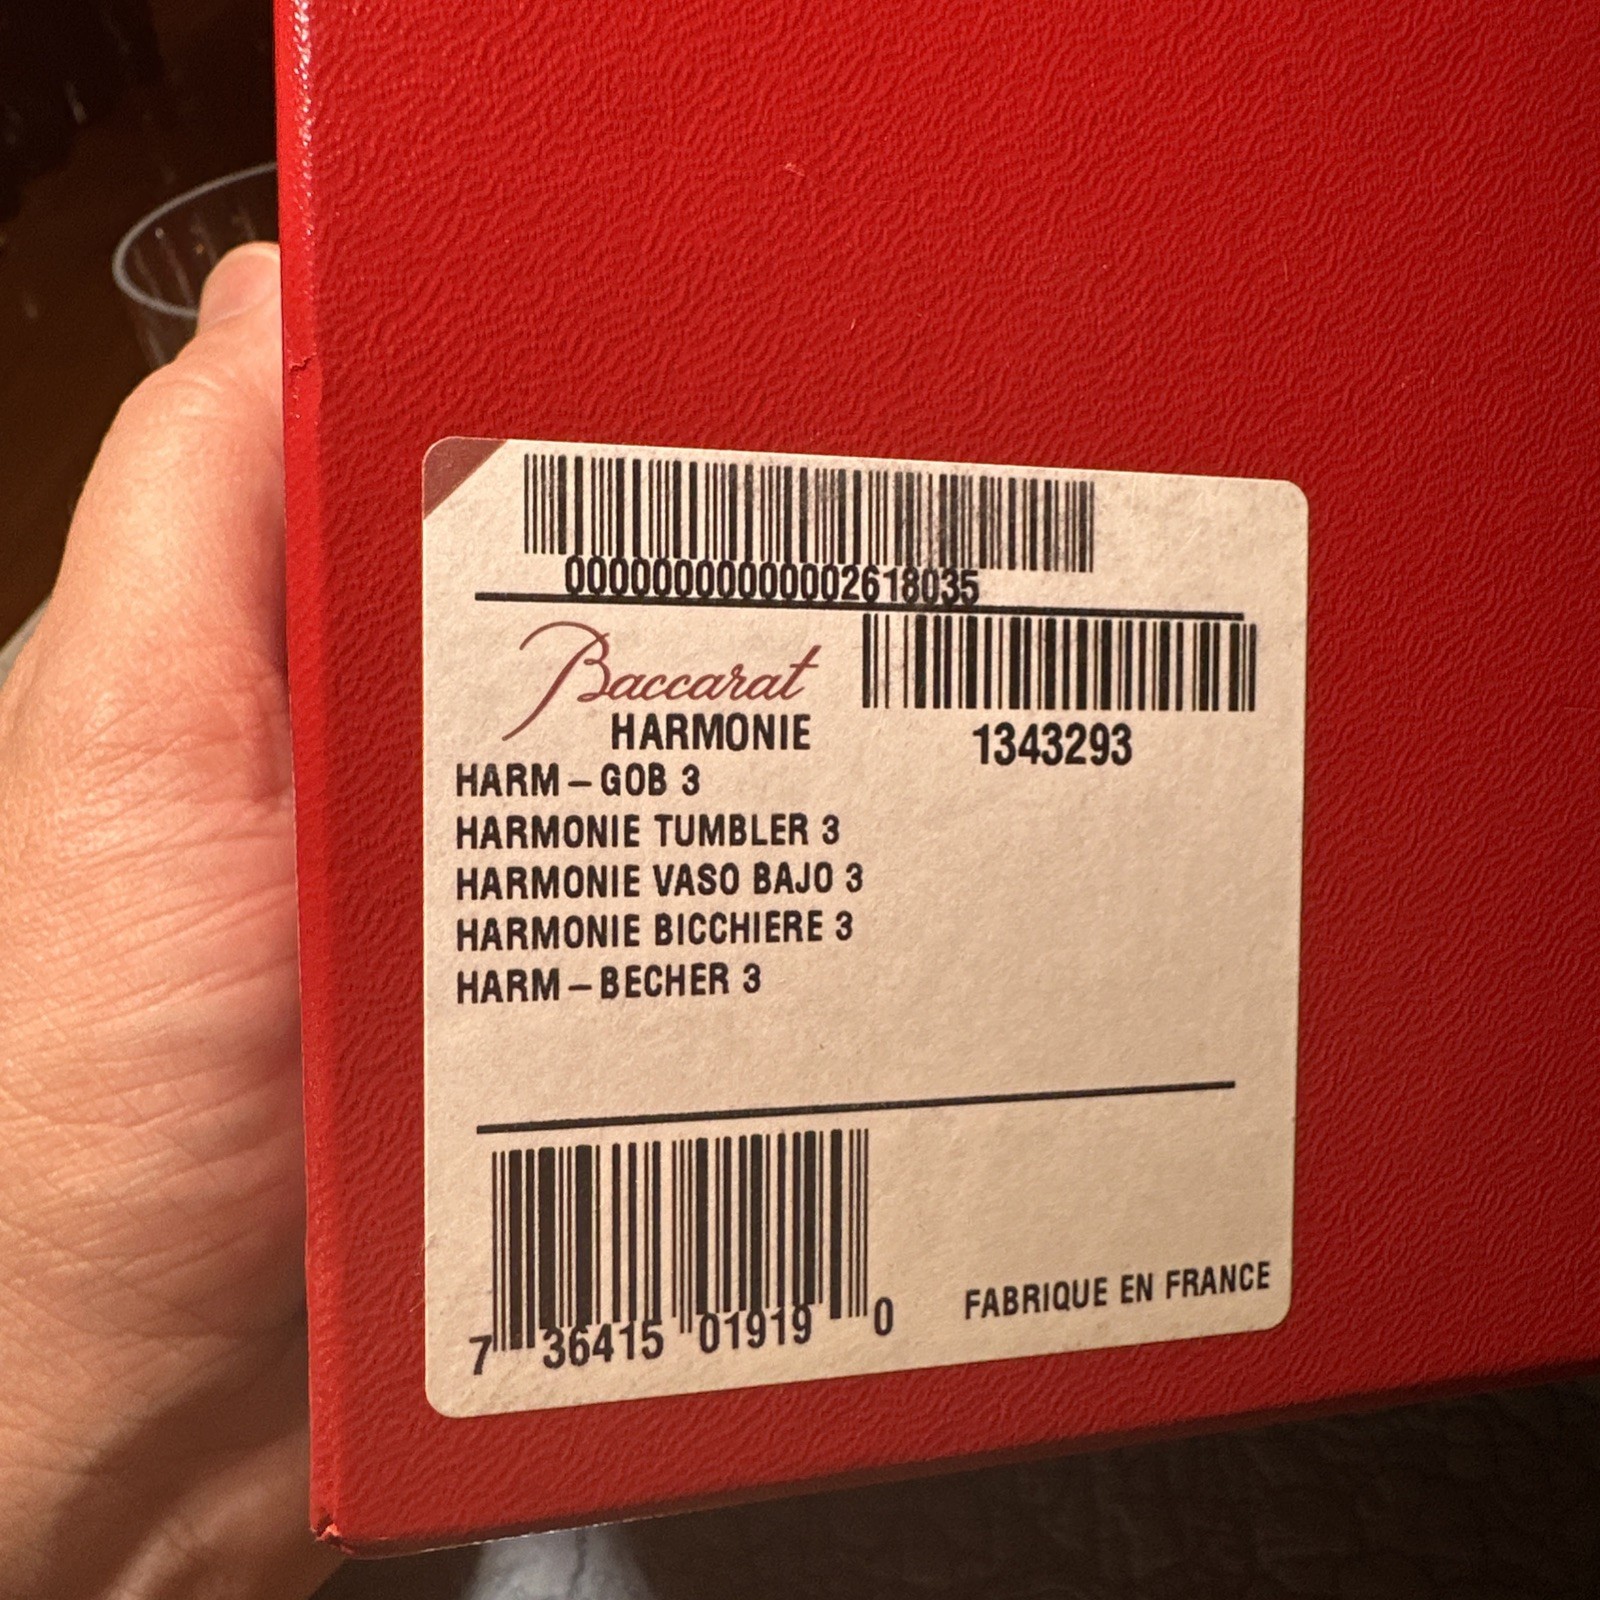 00000000000002618035
Baccarat
HARMONIE
1343293
HARM – GOB 3
HARMONIE TUMBLER 3
HARMONIE VASO BAJO 3
HARMONIE BICCHIERE 3
HARM – BECHER 3
7 36415 01919 0
FABRIQUE EN FRANCE